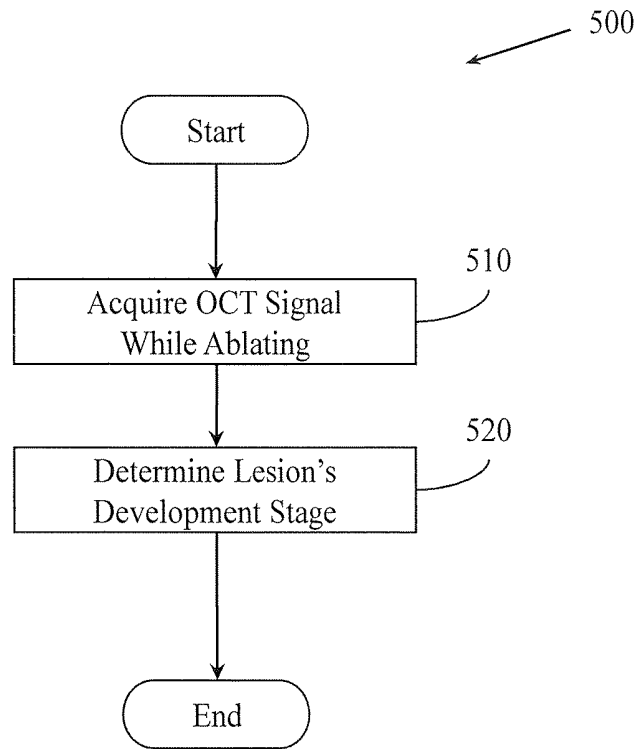 500
Start
510
Acquire OCT Signal
While Ablating
520
Determine Lesion's
Development Stage
End